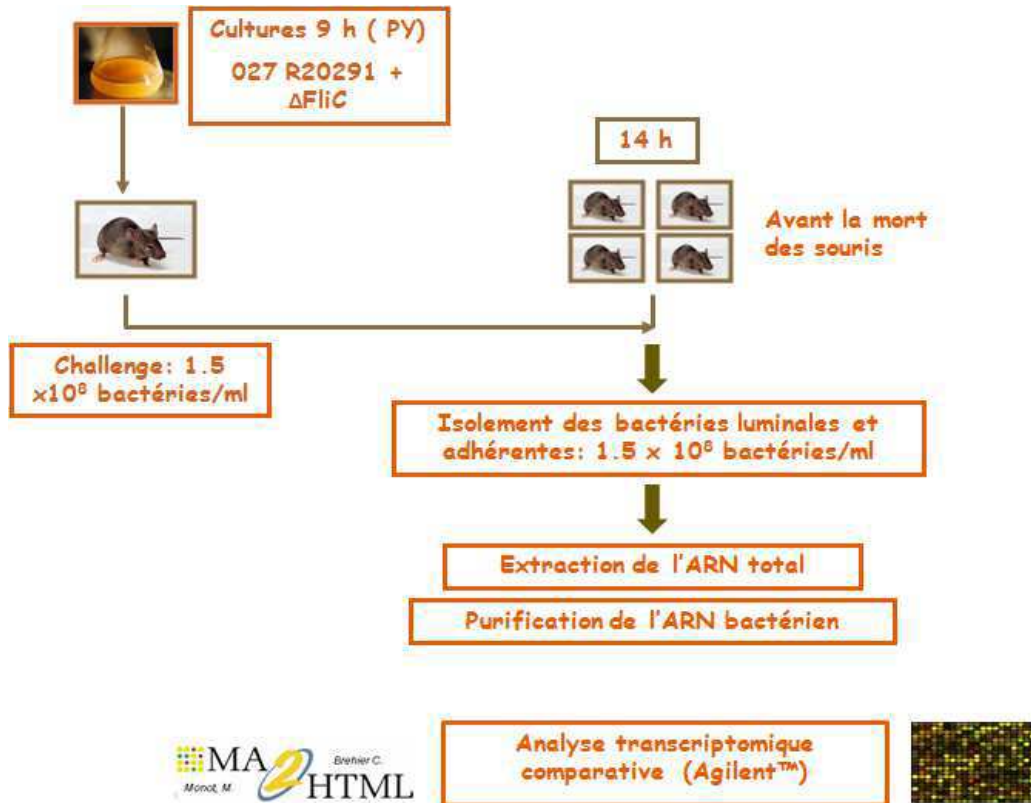 Cultures 9 h ( PY)
027 R20291 +
ΔFliC
14 h
Avant la mort
des souris
Challenge: 1.5
x10⁸ bactéries/ml
Isolement des bactéries luminales et
adhérentes: 1.5 x 10⁸ bactéries/ml
Extraction de l'ARN total
Purification de l'ARN bactérien
Analyse transcriptomique
comparative (Agilent™)
MA2HTML
Brehier C.
Monot, M.